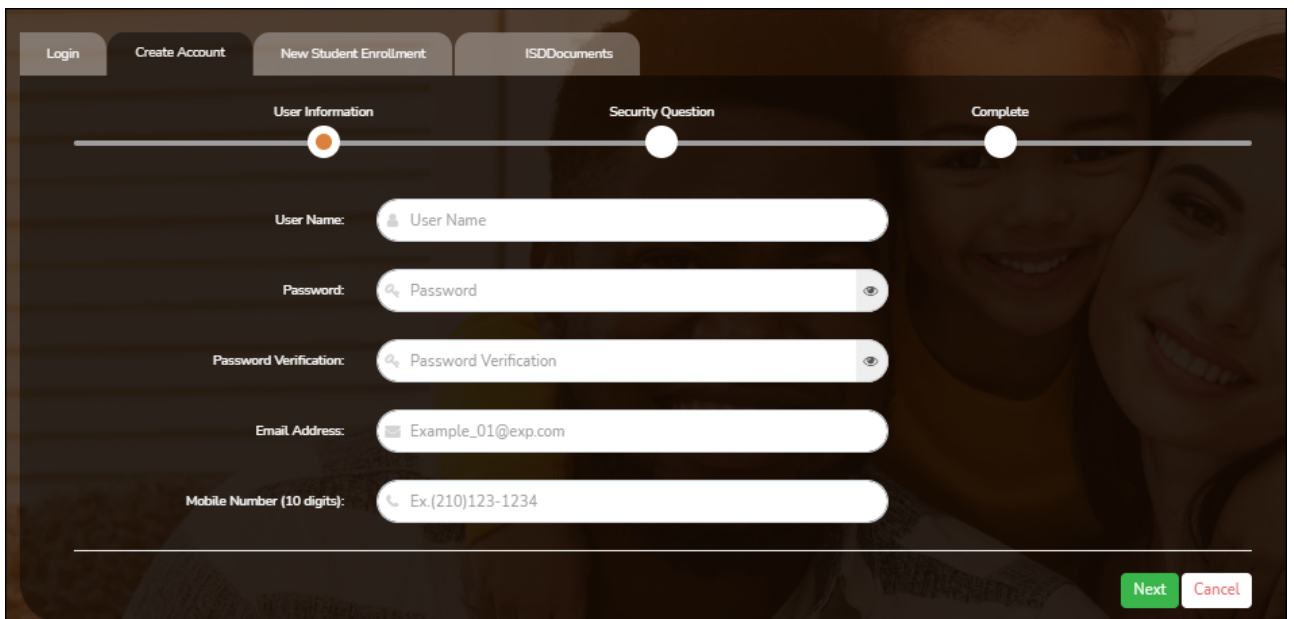 Login Create Account New Student Enrollment ISDDocuments
User Information Security Question Complete
User Name: User Name
Password: Password
Password Verification: Password Verification
Email Address: Example_01@exp.com
Mobile Number (10 digits): Ex.(210)123-1234
Next Cancel